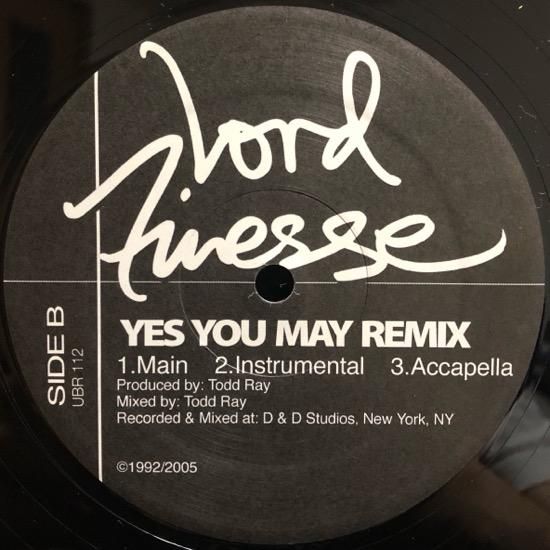 Lord
Finesse
SIDE B
UBR 112
YES YOU MAY REMIX
1.Main 2.Instrumental 3.Accapella
Produced by: Todd Ray
Mixed by: Todd Ray
Recorded & Mixed at: D & D Studios, New York, NY
©1992/2005